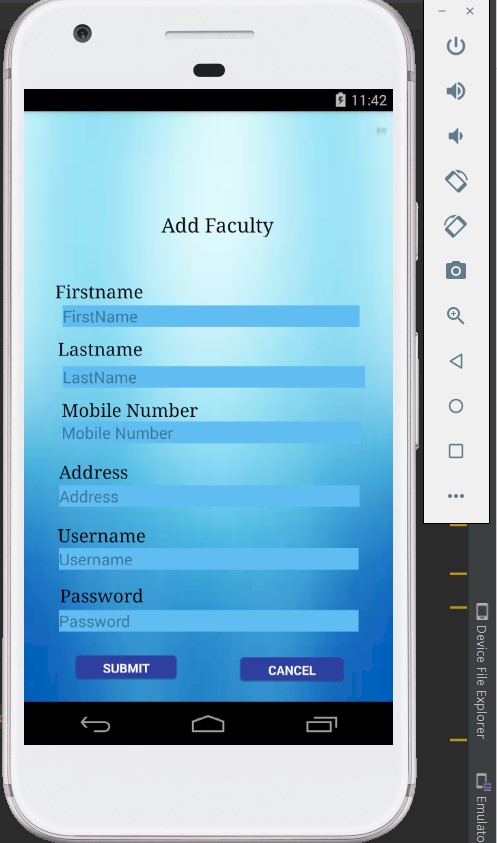 11:42
Add Faculty
Firstname
FirstName
Lastname
LastName
Mobile Number
Mobile Number
Address
Address
Username
Username
Password
Password
SUBMIT CANCEL
Device File Explorer